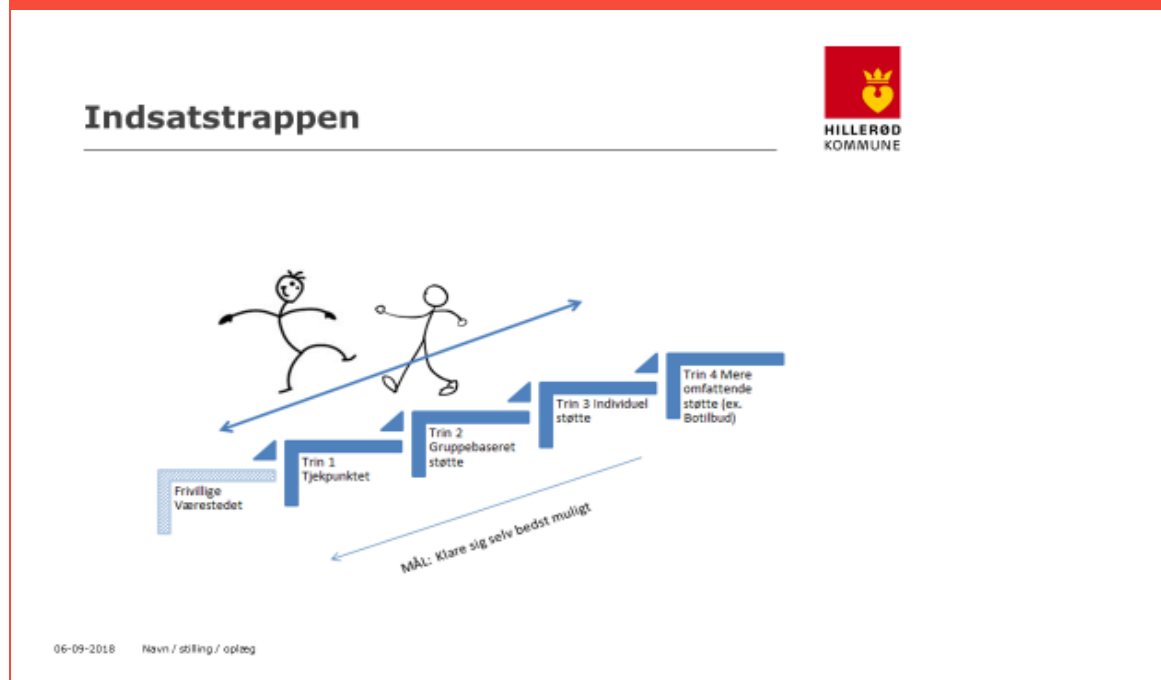 Indsatstrappen
HILLERØD
KOMMUNE
Trin 4 Mere
omfattende
støtte (ex.
Botilbud)
Trin 3 Individuel
støtte
Trin 2
Gruppebaseret
støtte
Trin 1
Tjekpunktet
Frivillige
Værestedet
MÅL: Klare sig selv bedst muligt
06-09-2018 Navn / stilling / oplæg